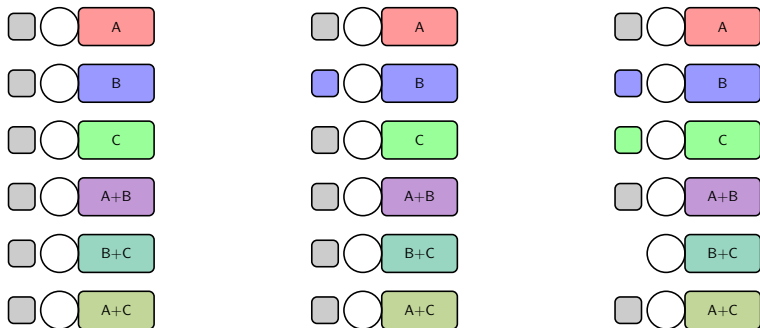 A A A
B B B
C C C
A+B A+B A+B
B+C B+C B+C
A+C A+C A+C